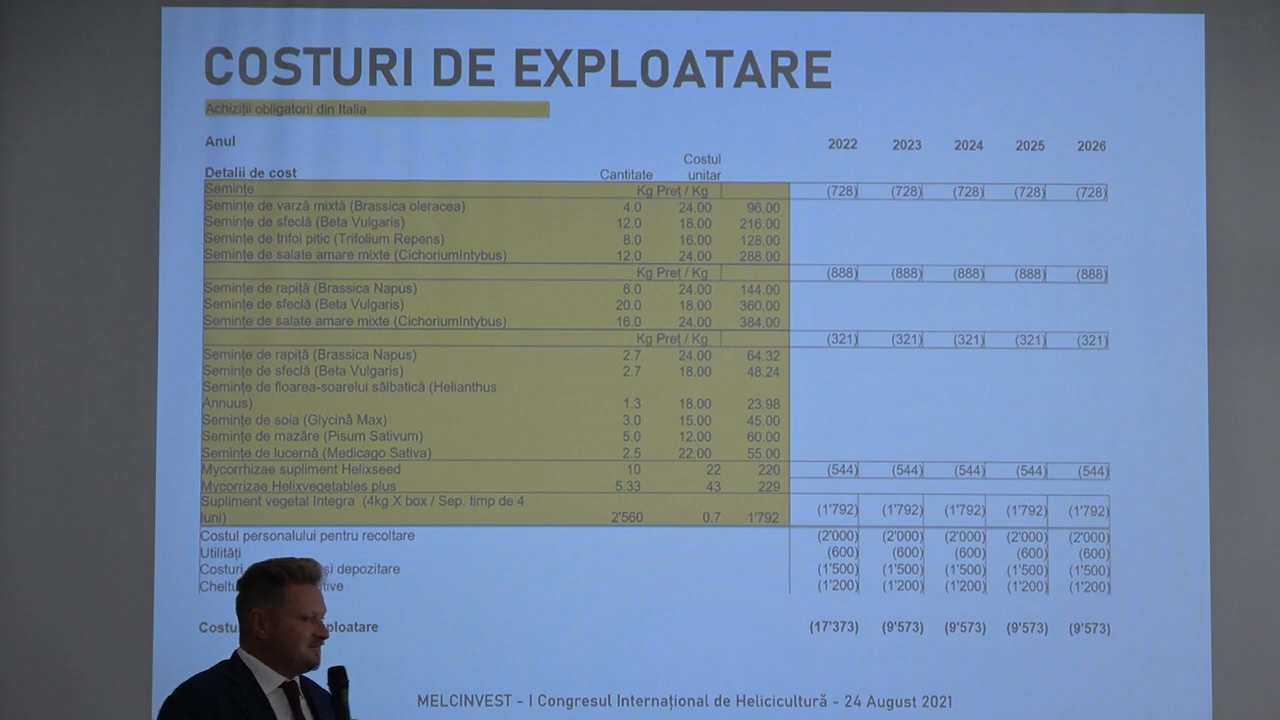 COSTURI DE EXPLOATARE
Achiziții obligatorii din Italia
Anul 2022 2023 2024 2025 2026
Detalii de cost Cantitate Costul unitar
Semințe Kg Preț / Kg (728) (728) (728) (728) (728)
Semințe de varză mixtă (Brassica oleracea) 4.0 24.00 96.00
Semințe de sfeclă (Beta Vulgaris) 12.0 18.00 216.00
Semințe de trifoi pitic (Trifolium Repens) 8.0 16.00 128.00
Semințe de salate amare mixte (CichoriumIntybus) 12.0 24.00 288.00
Kg Preț / Kg (888) (888) (888) (888) (888)
Semințe de rapiță (Brassica Napus) 6.0 24.00 144.00
Semințe de sfeclă (Beta Vulgaris) 20.0 18.00 360.00
Semințe de salate amare mixte (CichoriumIntybus) 16.0 24.00 384.00
Kg Preț / Kg (321) (321) (321) (321) (321)
Semințe de rapiță (Brassica Napus) 2.7 24.00 64.32
Semințe de sfeclă (Beta Vulgaris) 2.7 18.00 48.24
Semințe de floarea-soarelui sălbatică (Helianthus
Annuus) 1.3 18.00 23.98
Semințe de soia (Glycină Max) 3.0 15.00 45.00
Semințe de mazăre (Pisum Sativum) 5.0 12.00 60.00
Semințe de lucernă (Medicago Sativa) 2.5 22.00 55.00
Mycorrhizae supliment Helixseed 10 22 220 (544) (544) (544) (544) (544)
Mycorrizae Helixvegetables plus 5.33 43 229
Supliment vegetal Integra (4kg X box / Sep. timp de 4
luni) 2'560 0.7 1'792 (1'792) (1'792) (1'792) (1'792) (1'792)
Costul personalului pentru recoltare (2'000) (2'000) (2'000) (2'000) (2'000)
Utilități (600) (600) (600) (600) (600)
Costuri și depozitare (1'500) (1'500) (1'500) (1'500) (1'500)
(1'200) (1'200) (1'200) (1'200) (1'200)
(17'373) (9'573) (9'573) (9'573) (9'573)
MELCINVEST - I Congresul Internațional de Helicicultură - 24 August 2021